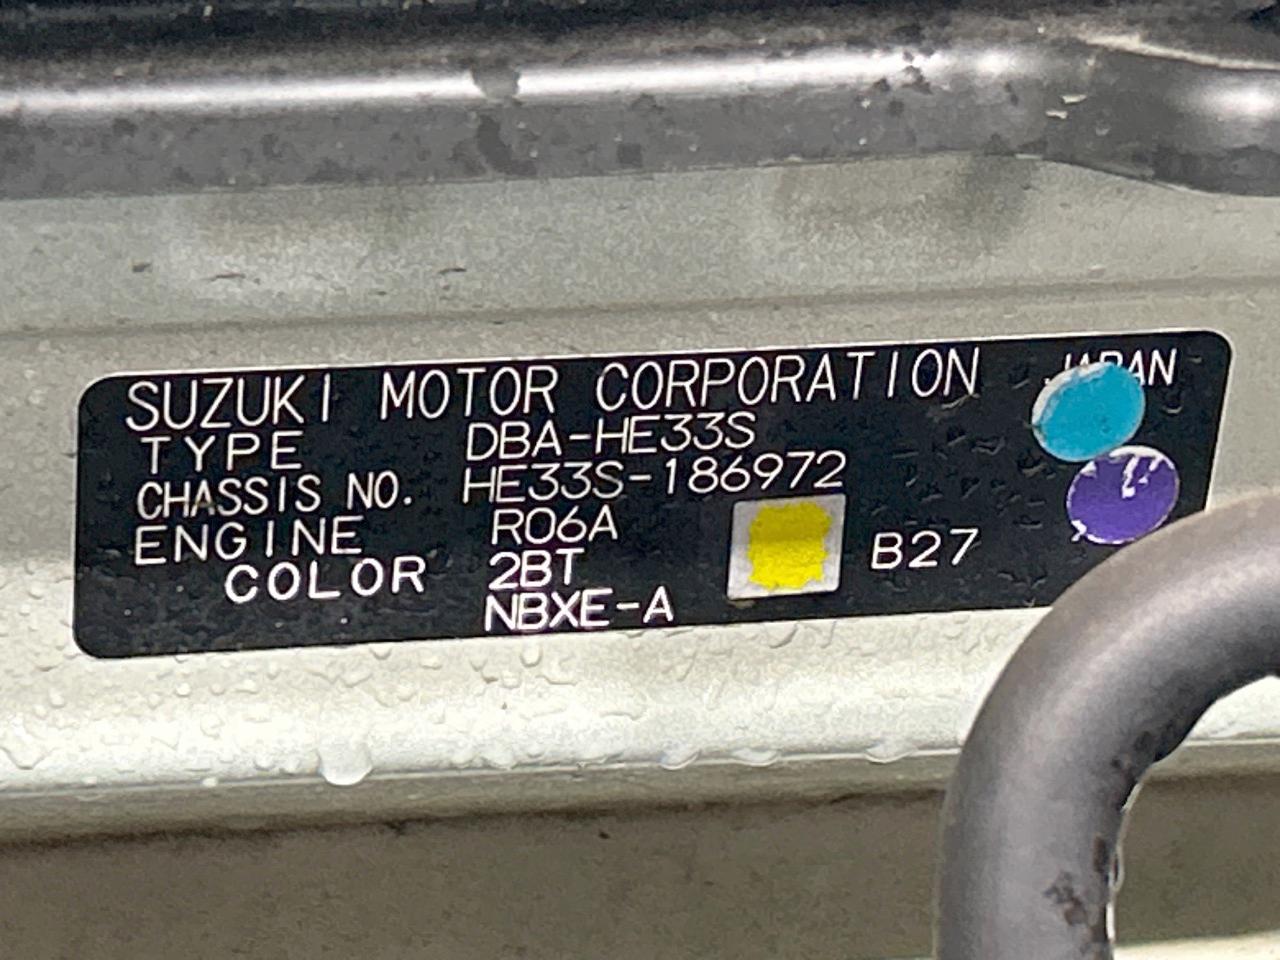 SUZUKI MOTOR CORPORATION JAPAN
TYPE DBA-HE33S
CHASSIS NO. HE33S-186972
ENGINE R06A
COLOR 2BT B27
NBXE-A